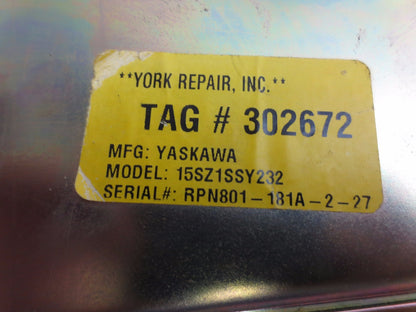 **YORK REPAIR, INC.**
TAG # 302672
MFG: YASKAWA
MODEL: 15SZ1SSY232
SERIAL#: RPN801-181A-2-27